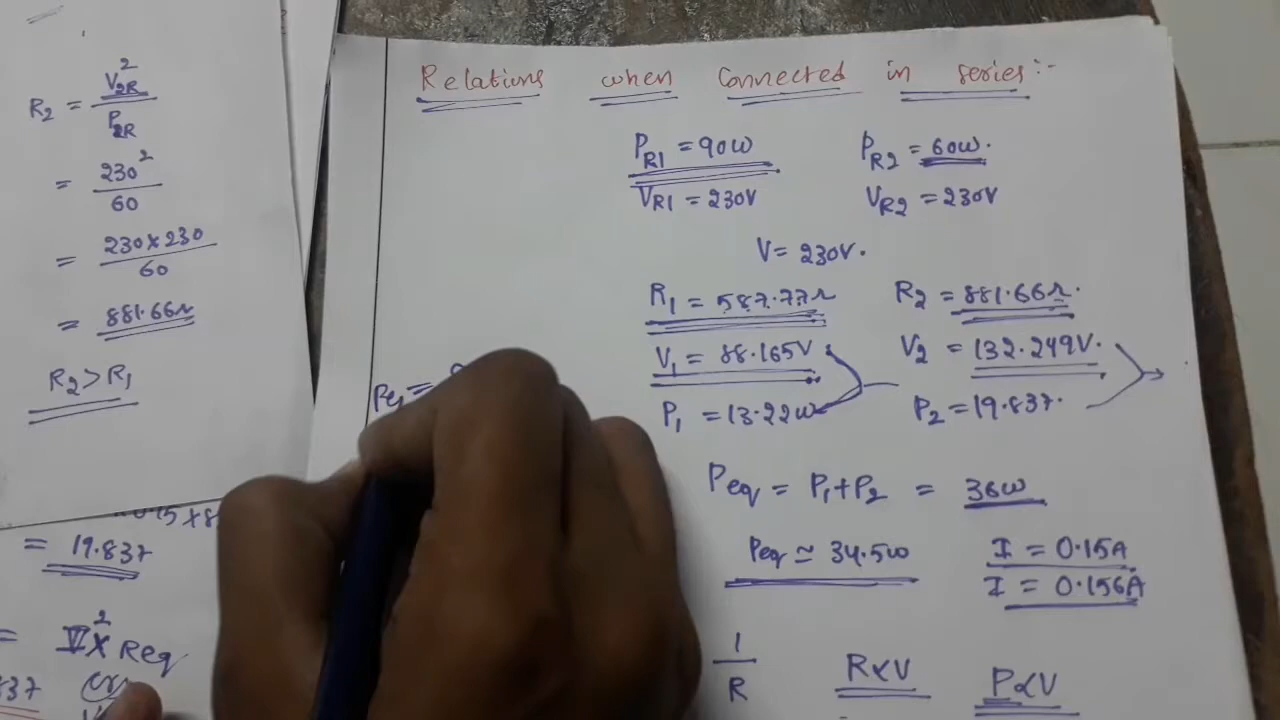 R2 = V2R²/P2R
= 230²/60
= 230×230/60
= 881.66Ω
R2 > R1
= 19.837
Req
Relations when Connected in series:-
PR1 = 90W PR2 = 60W.
VR1 = 230V VR2 = 230V
V = 230V.
R1 = 587.77Ω R2 = 881.66Ω.
V1 = 88.165V V2 = 132.249V.
P1 = 13.22W P2 = 19.837.
Peq = P1+P2 = 36W
Peq ≃ 34.5W I = 0.15A
I = 0.156A
1/R R∝V P∝V